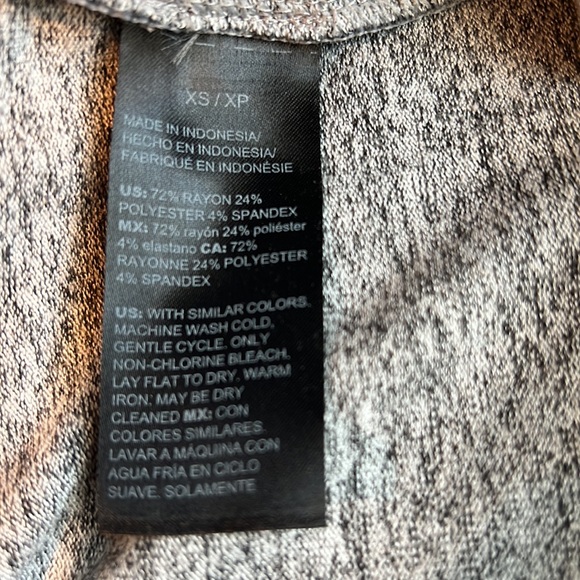 XS / XP
MADE IN INDONESIA/
HECHO EN INDONESIA/
FABRIQUÉ EN INDONÉSIE
US: 72% RAYON 24%
POLYESTER 4% SPANDEX
MX: 72% rayón 24% poliéster
4% elastano CA: 72%
RAYONNE 24% POLYESTER
4% SPANDEX
US: WITH SIMILAR COLORS.
MACHINE WASH COLD,
GENTLE CYCLE. ONLY
NON-CHLORINE BLEACH.
LAY FLAT TO DRY. WARM
IRON. MAY BE DRY
CLEANED MX: CON
COLORES SIMILARES.
LAVAR A MÁQUINA CON
AGUA FRÍA EN CICLO
SUAVE. SOLAMENTE